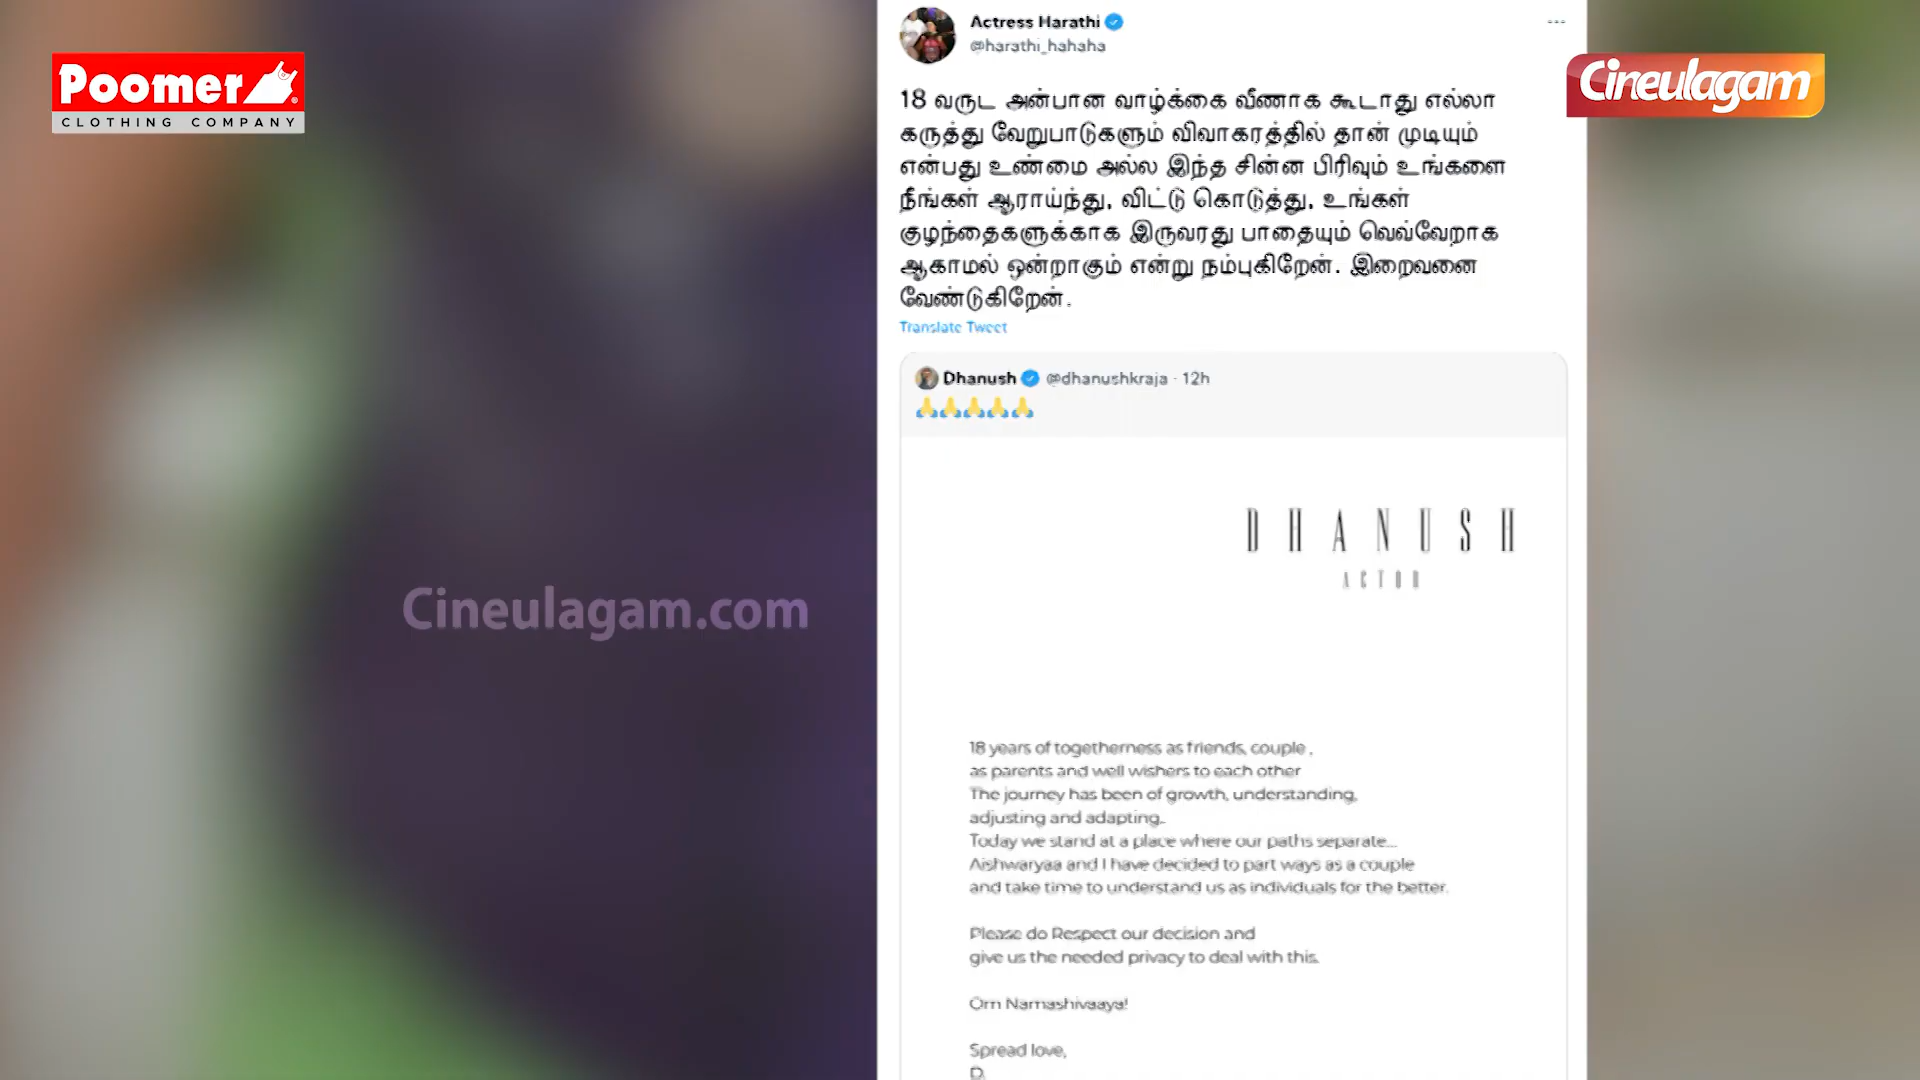 Poomer
CLOTHING COMPANY
Cineulagam
Cineulagam.com
Actress Harathi
@harathi_hahaha
18 வருட அன்பான வாழ்க்கை வீணாக கூடாது எல்லா
கருத்து வேறுபாடுகளும் விவாகரத்தில் தான் முடியும்
என்பது உண்மை அல்ல இந்த சின்ன பிரிவும் உங்களை
நீங்கள் ஆராய்ந்து, விட்டு கொடுத்து, உங்கள்
குழந்தைகளுக்காக இருவரது பாதையும் வெவ்வேறாக
ஆகாமல் ஒன்றாகும் என்று நம்புகிறேன். இறைவனை
வேண்டுகிறேன்.
Translate Tweet
Dhanush @dhanushkraja · 12h
🙏🙏🙏🙏🙏
DHANUSH
ACTOR
18 years of togetherness as friends, couple ,
as parents and well wishers to each other
The journey has been of growth, understanding,
adjusting and adapting..
Today we stand at a place where our paths separate....
Aishwaryaa and I have decided to part ways as a couple
and take time to understand us as individuals for the better.
Please do Respect our decision and
give us the needed privacy to deal with this.
Om Namashivaaya!
Spread love,
D.